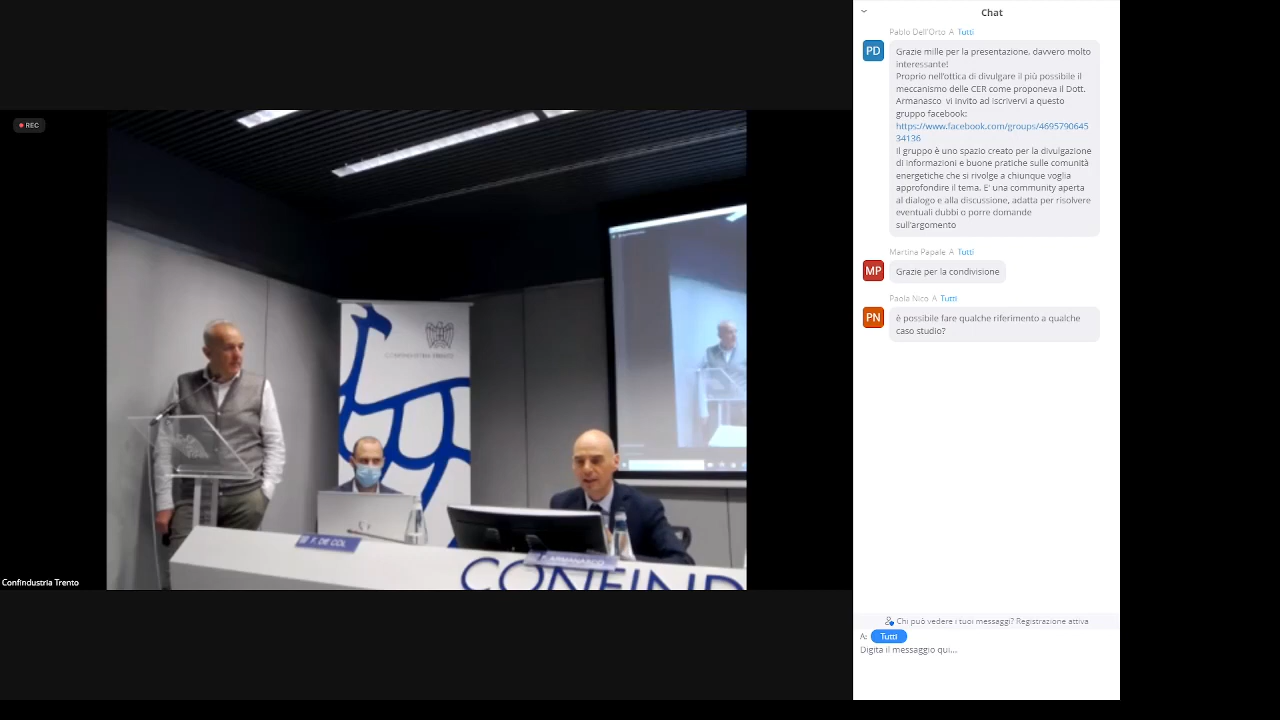 REC
CONFINDUSTRIA TRENTO
F. DE COL
ARMANASCO
CONFIND
Confindustria Trento
Chat
Pablo Dell'Orto A Tutti
PD
Grazie mille per la presentazione, davvero molto
interessante!
Proprio nell'ottica di divulgare il più possibile il
meccanismo delle CER come proponeva il Dott.
Armanasco vi invito ad iscrivervi a questo
gruppo facebook:
https://www.facebook.com/groups/4695790645
34136
Il gruppo è uno spazio creato per la divulgazione
di informazioni e buone pratiche sulle comunità
energetiche che si rivolge a chiunque voglia
approfondire il tema. E' una community aperta
al dialogo e alla discussione, adatta per risolvere
eventuali dubbi o porre domande
sull'argomento
Martina Papale A Tutti
MP
Grazie per la condivisione
Paola Nico A Tutti
PN
è possibile fare qualche riferimento a qualche
caso studio?
Chi può vedere i tuoi messaggi? Registrazione attiva
A: Tutti
Digita il messaggio qui...